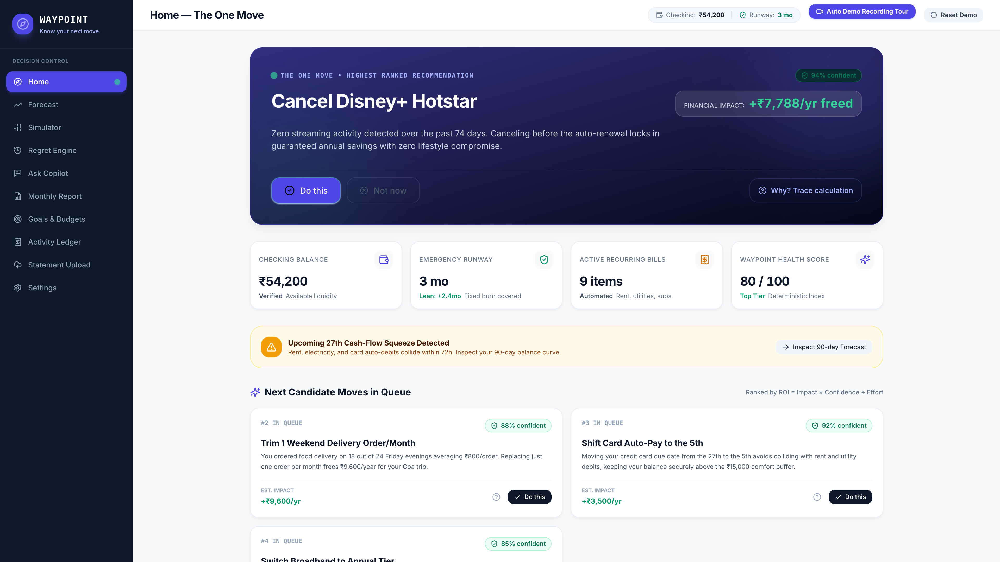 WAYPOINT
Know your next move.
DECISION CONTROL
Home
Forecast
Simulator
Regret Engine
Ask Copilot
Monthly Report
Goals & Budgets
Activity Ledger
Statement Upload
Settings
Home — The One Move
Checking: ₹54,200
Runway: 3 mo
Auto Demo Recording Tour
Reset Demo
THE ONE MOVE • HIGHEST RANKED RECOMMENDATION
94% confident
Cancel Disney+ Hotstar
FINANCIAL IMPACT: +₹7,788/yr freed
Zero streaming activity detected over the past 74 days. Canceling before the auto-renewal locks in
guaranteed annual savings with zero lifestyle compromise.
Do this
Not now
Why? Trace calculation
CHECKING BALANCE
₹54,200
Verified Available liquidity
EMERGENCY RUNWAY
3 mo
Lean: +2.4mo Fixed burn covered
ACTIVE RECURRING BILLS
9 items
Automated Rent, utilities, subs
WAYPOINT HEALTH SCORE
80 / 100
Top Tier Deterministic Index
Upcoming 27th Cash-Flow Squeeze Detected
Rent, electricity, and card auto-debits collide within 72h. Inspect your 90-day balance curve.
Inspect 90-day Forecast
Next Candidate Moves in Queue
Ranked by ROI = Impact × Confidence ÷ Effort
#2 IN QUEUE
88% confident
Trim 1 Weekend Delivery Order/Month
You ordered food delivery on 18 out of 24 Friday evenings averaging ₹800/order. Replacing just
one order per month frees ₹9,600/year for your Goa trip.
EST. IMPACT
+₹9,600/yr
Do this
#3 IN QUEUE
92% confident
Shift Card Auto-Pay to the 5th
Moving your credit card due date from the 27th to the 5th avoids colliding with rent and utility
debits, keeping your balance securely above the ₹15,000 comfort buffer.
EST. IMPACT
+₹3,500/yr
Do this
#4 IN QUEUE
85% confident
Switch Broadband to Annual Tier